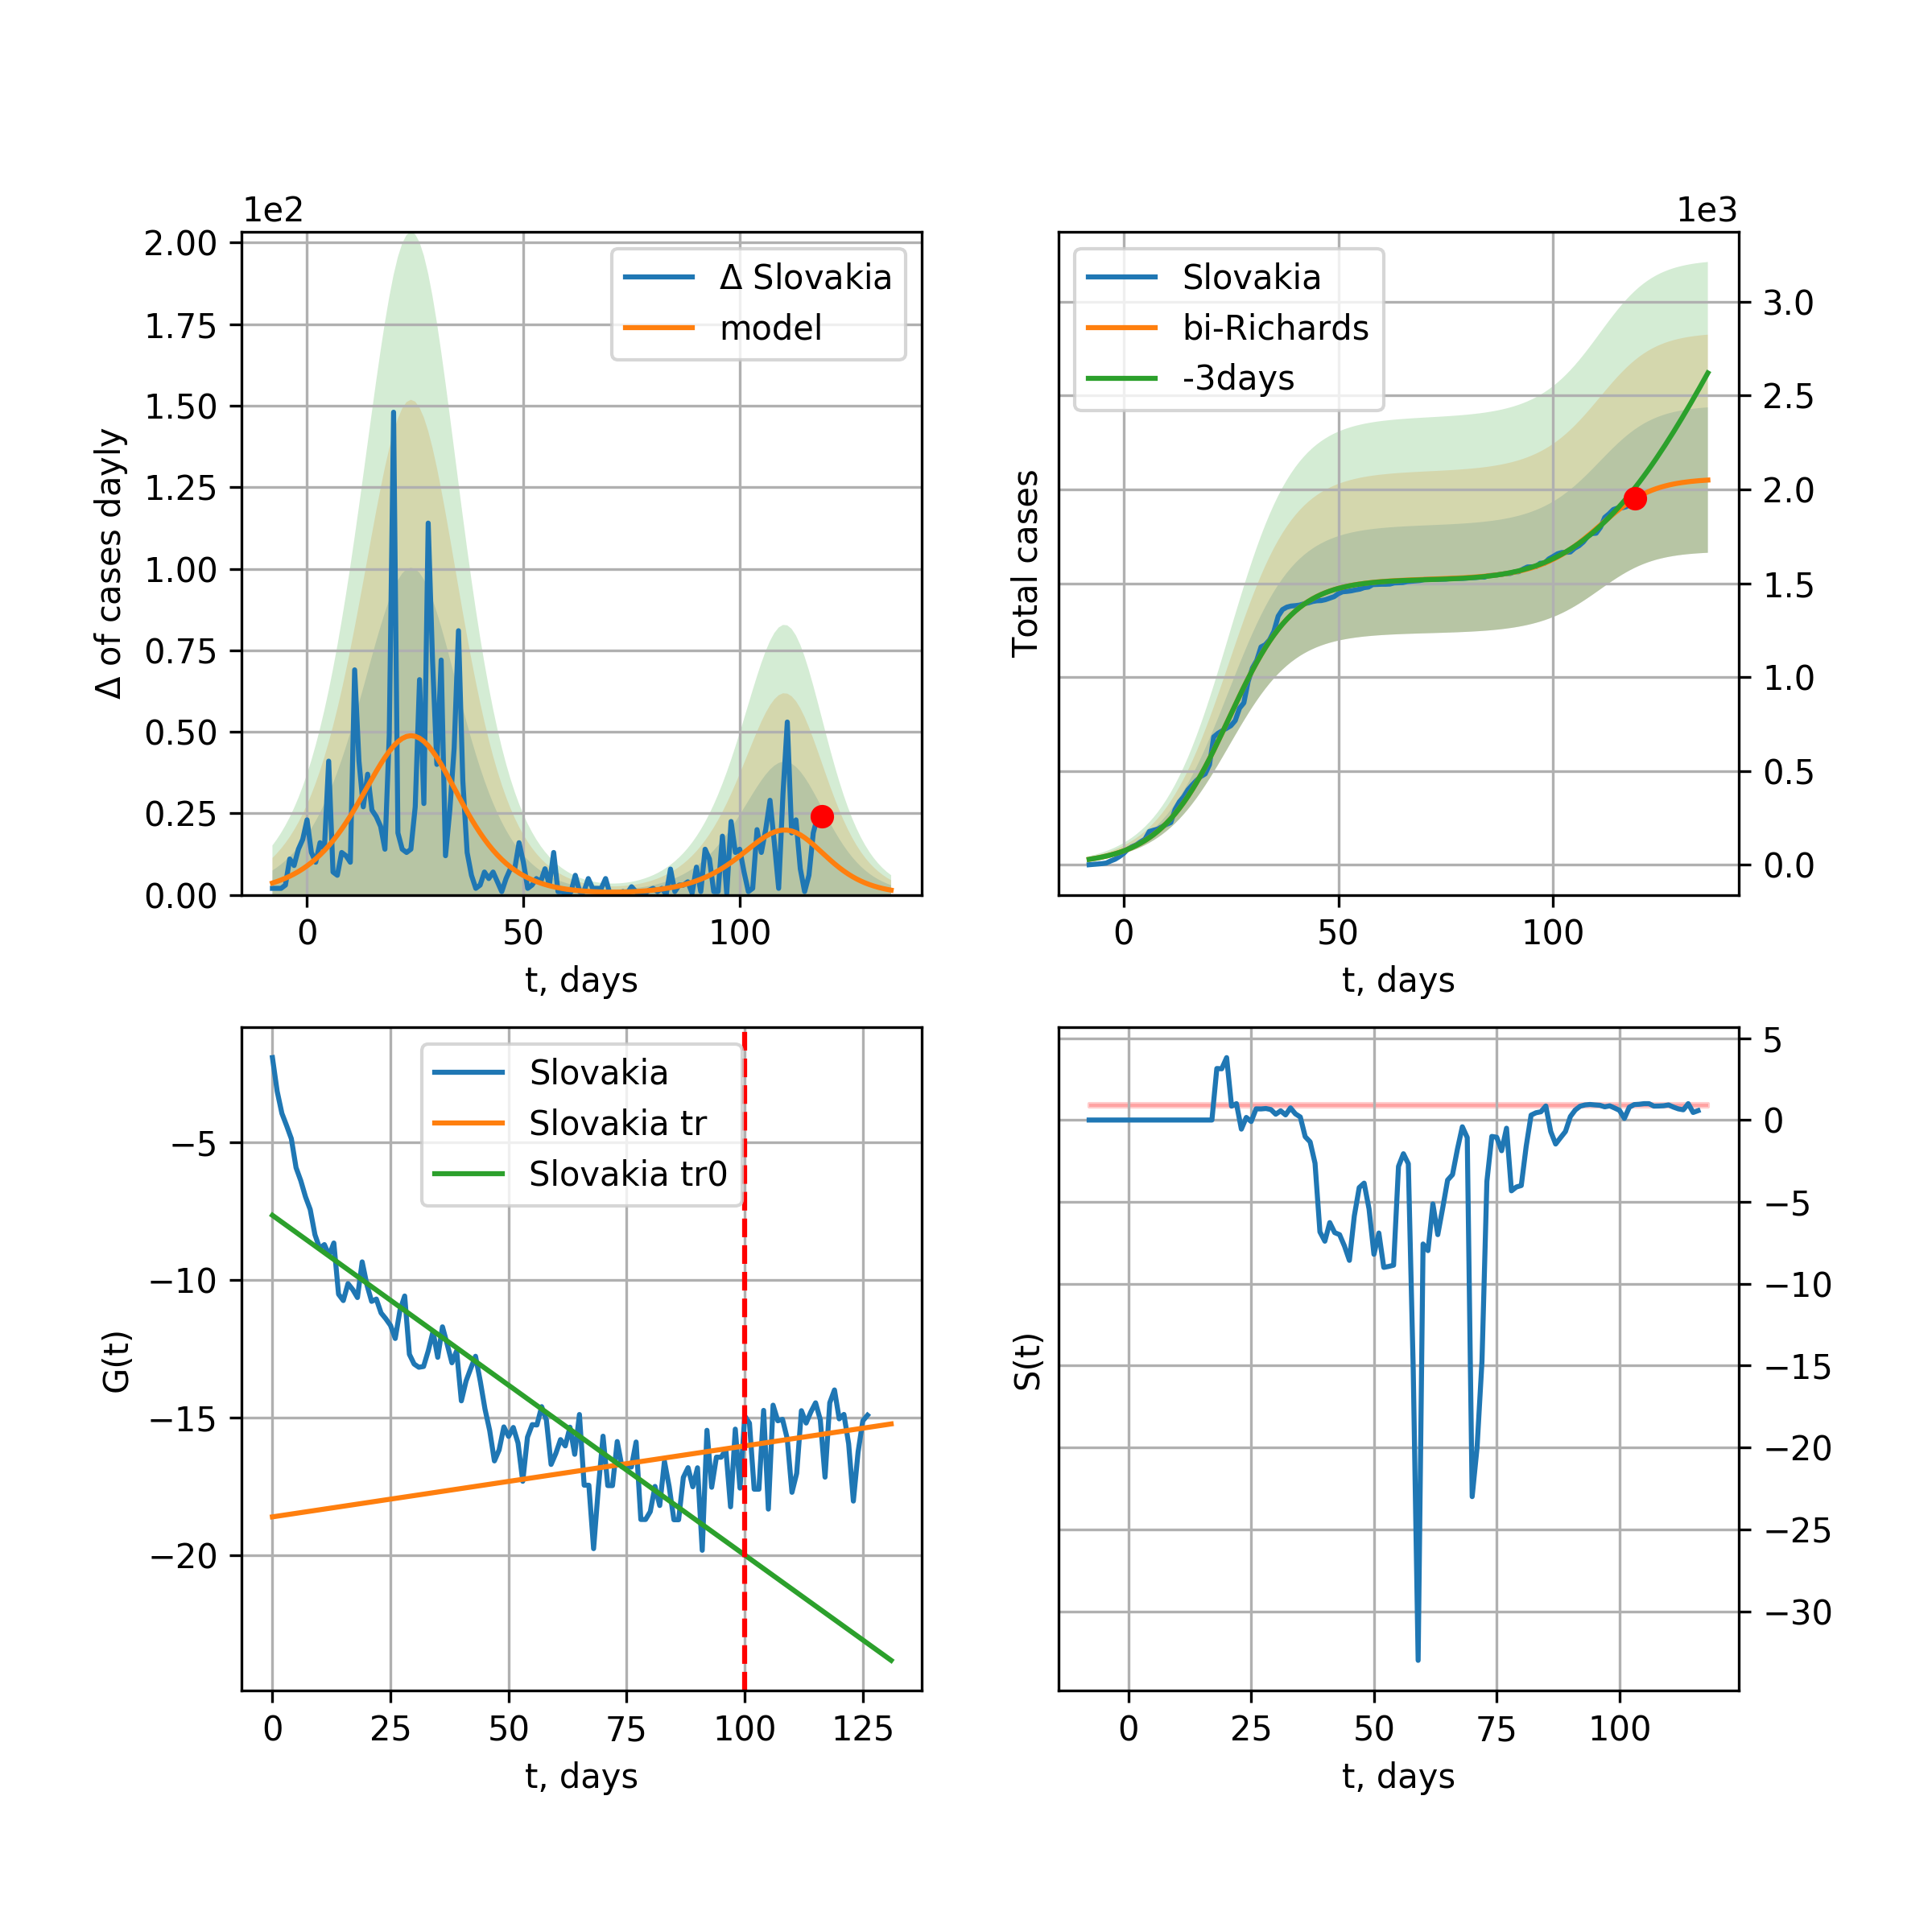 1e2
2.00
1.75
1.50
1.25
1.00
0.75
0.50
0.25
0.00
Δ of cases dayly
Δ Slovakia
model
0 50 100
t, days
1e3
Slovakia
bi-Richards
-3days
Total cases
3.0
2.5
2.0
1.5
1.0
0.5
0.0
0 50 100
t, days
Slovakia
Slovakia tr
Slovakia tr0
G(t)
−5
−10
−15
−20
0 25 50 75 100 125
t, days
S(t)
5
0
−5
−10
−15
−20
−25
−30
0 25 50 75 100
t, days